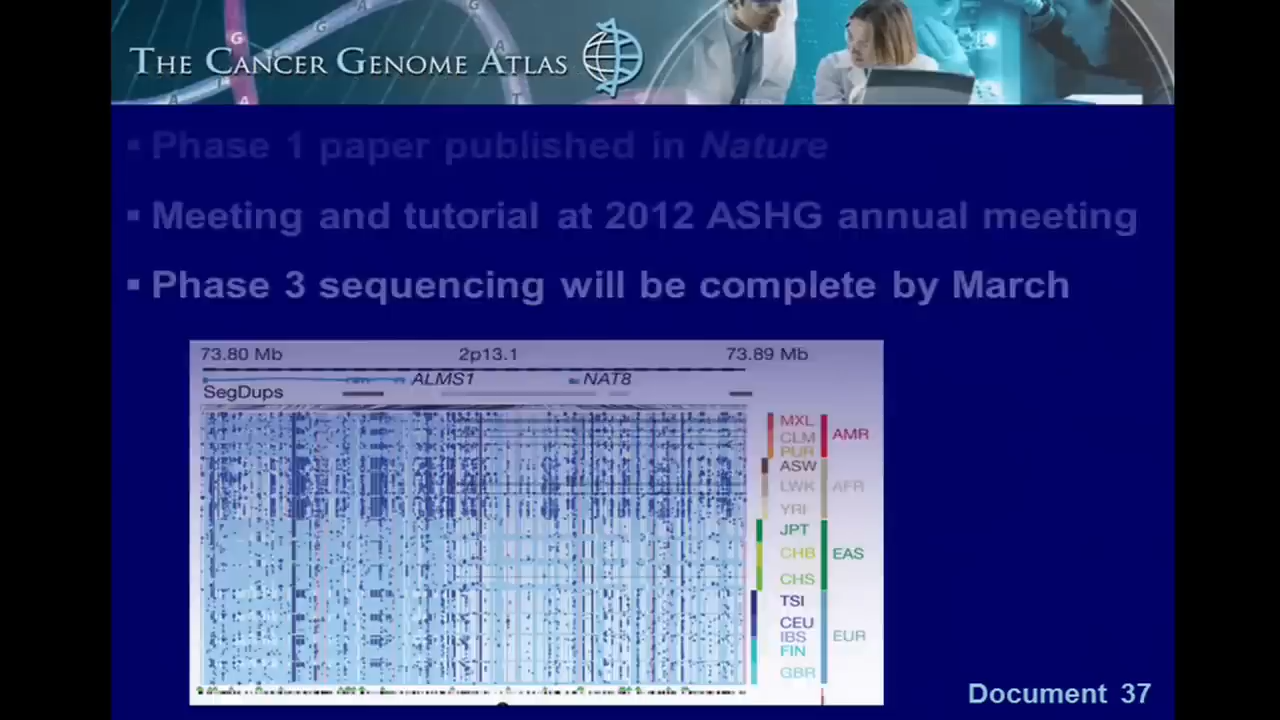 THE CANCER GENOME ATLAS
▪ Phase 1 paper published in Nature
▪ Meeting and tutorial at 2012 ASHG annual meeting
▪ Phase 3 sequencing will be complete by March
73.80 Mb 2p13.1 73.89 Mb
ALMS1 NAT8
SegDups
MXL
CLM
PUR
AMR
ASW
LWK
YRI
AFR
JPT
CHB
CHS
EAS
TSI
CEU
IBS
FIN
GBR
EUR
Document 37